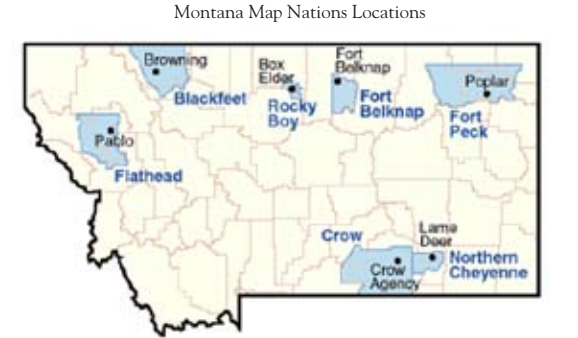 Montana Map Nations Locations
Browning
Blackfeet
Box
Elder
Rocky
Boy
Fort
Belknap
Fort
Belknap
Poplar
Fort
Peck
Pablo
Flathead
Crow
Crow
Agency
Lame
Deer
Northern
Cheyenne